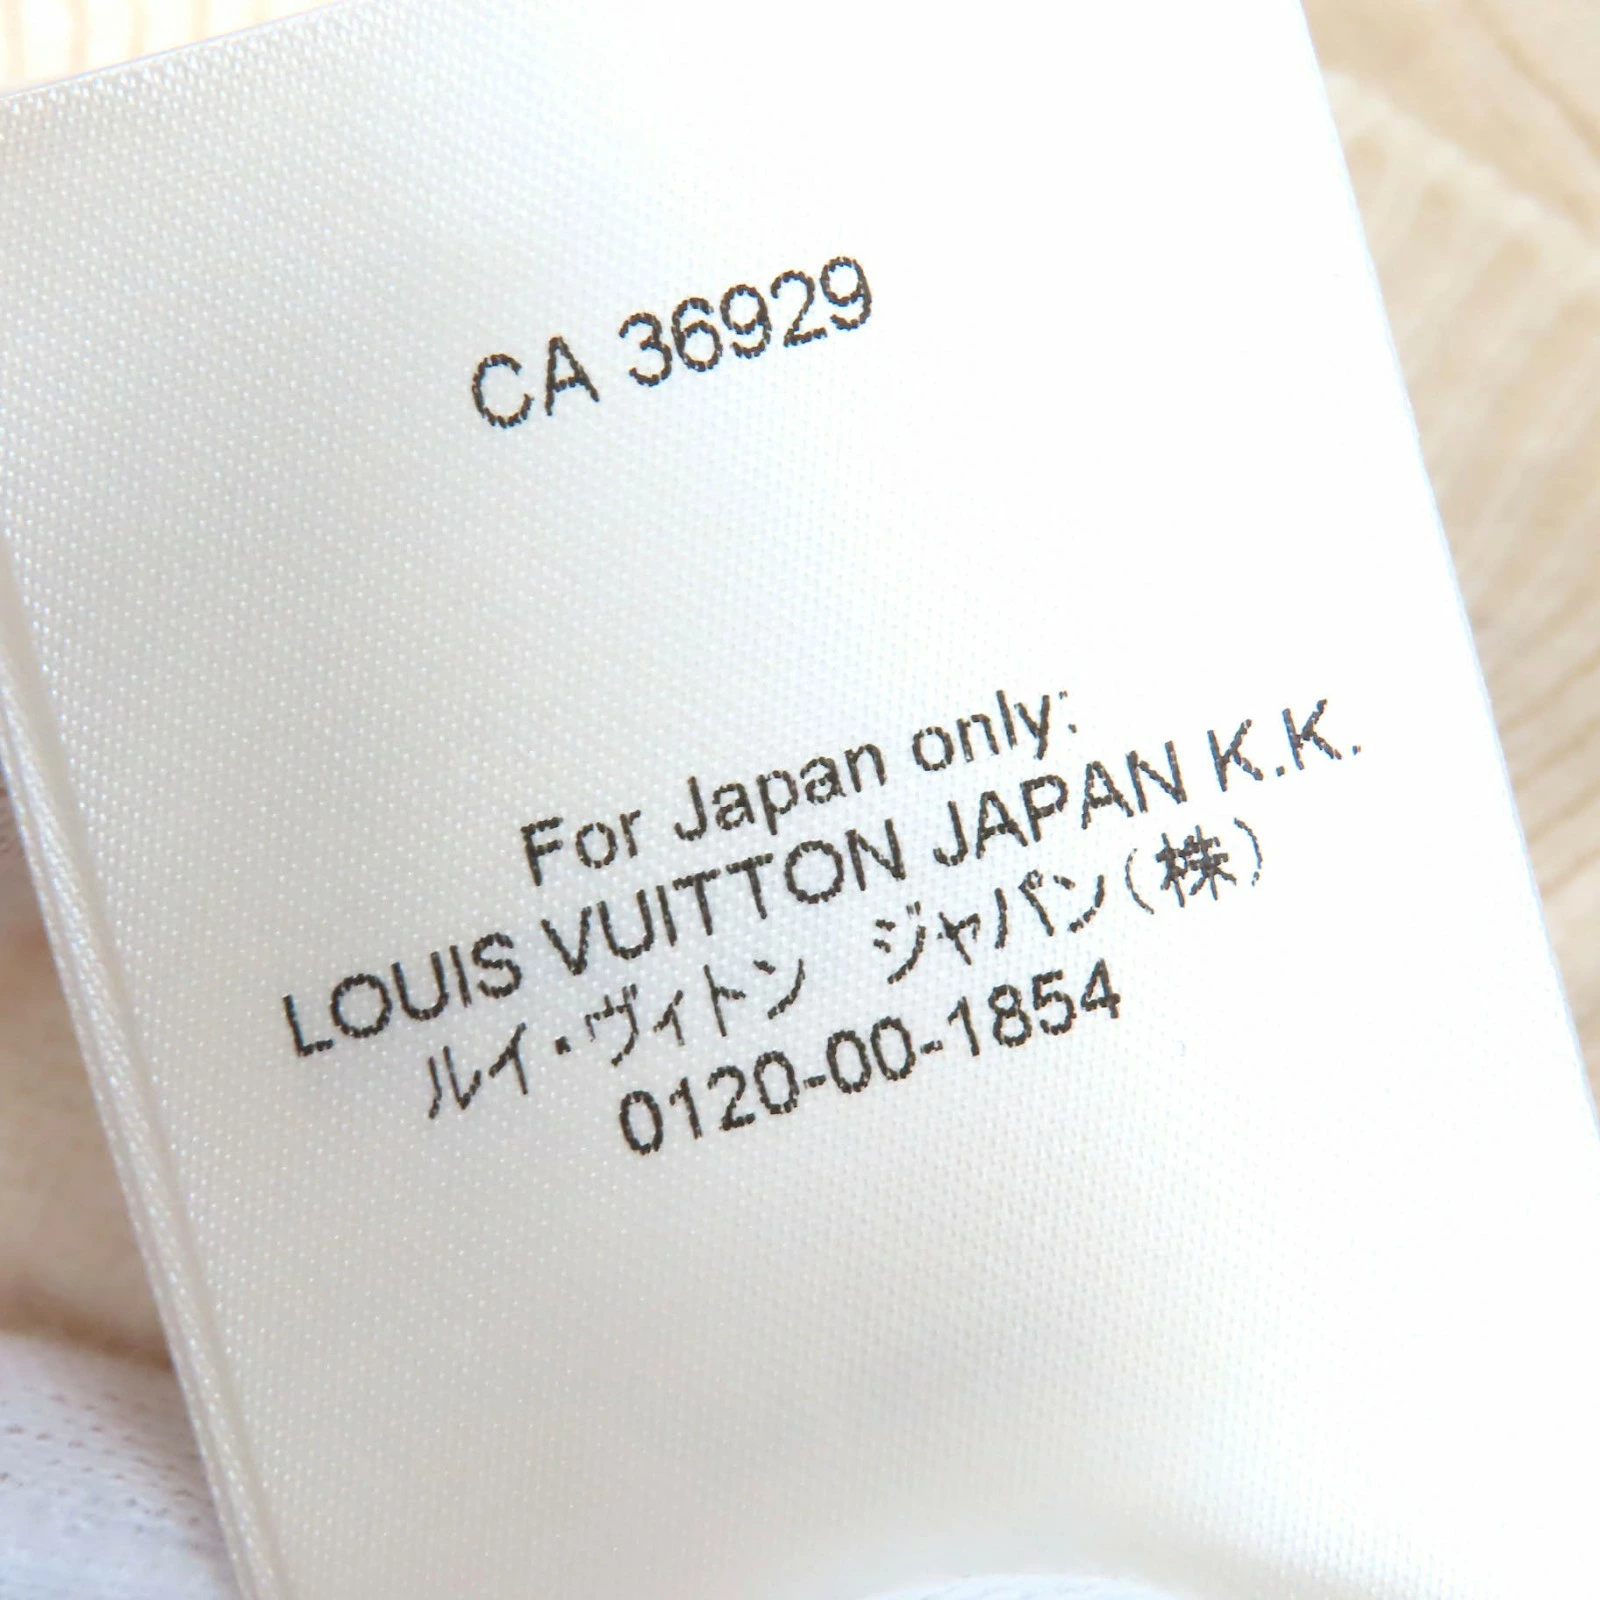 CA 36929
For Japan only:
LOUIS VUITTON JAPAN K.K.
ルイ・ヴィトン　ジャパン(株)
0120-00-1854